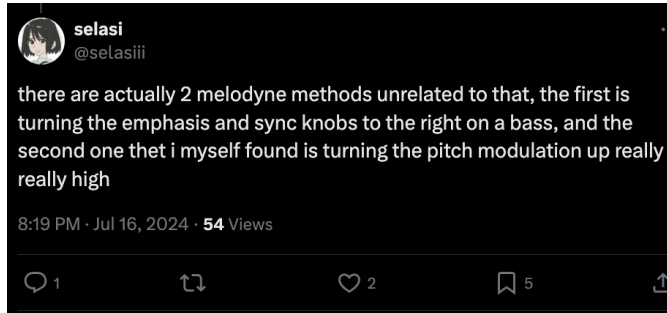 selasi
@selasiii
there are actually 2 melodyne methods unrelated to that, the first is
turning the emphasis and sync knobs to the right on a bass, and the
second one thet i myself found is turning the pitch modulation up really
really high
8:19 PM · Jul 16, 2024 · 54 Views
1 2 5